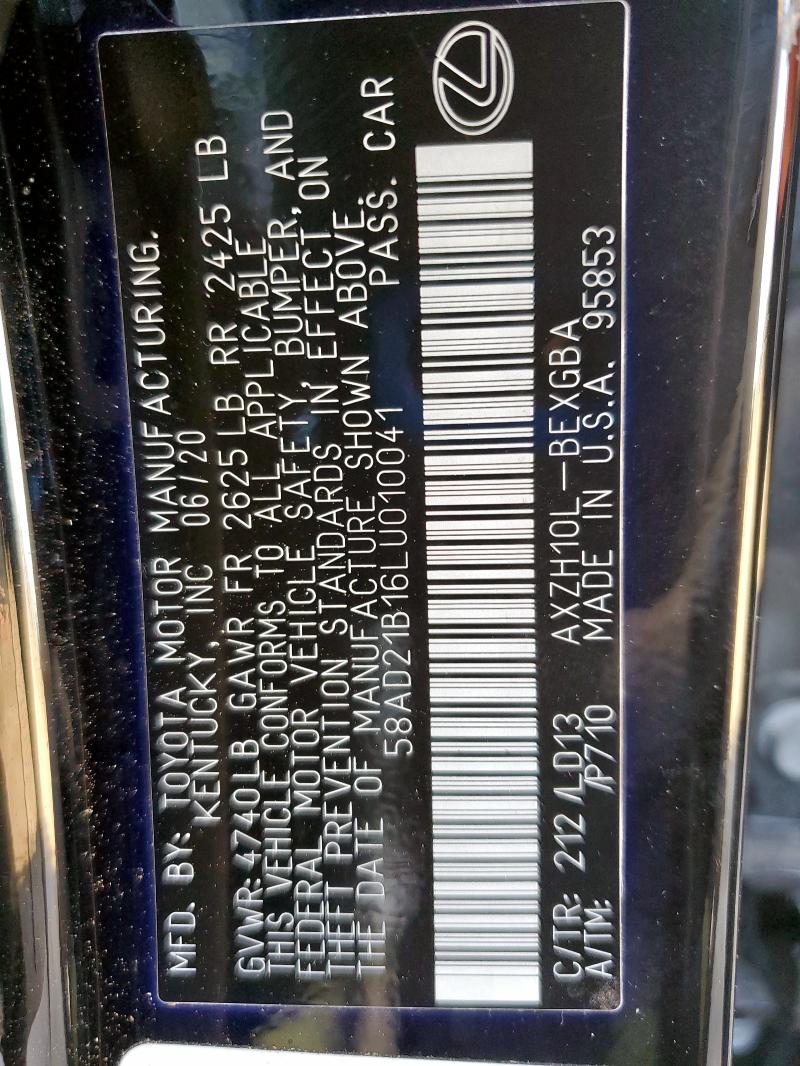 MFD. BY: TOYOTA MOTOR MANUFACTURING.
KENTUCKY, INC 06/20
GVWR: 4740LB GAWR FR 2625LB RR 2425 LB
THIS VEHICLE CONFORMS TO ALL APPLICABLE
FEDERAL MOTOR VEHICLE SAFETY, BUMPER, AND
THEFT PREVENTION STANDARDS IN EFFECT ON
THE DATE OF MANUFACTURE SHOWN ABOVE.
58AD21B16LU010041 PASS. CAR
C/TR: 212 /LD13 AXZH10L-BEXGBA
A/TM: /P710 MADE IN U.S.A. 95853